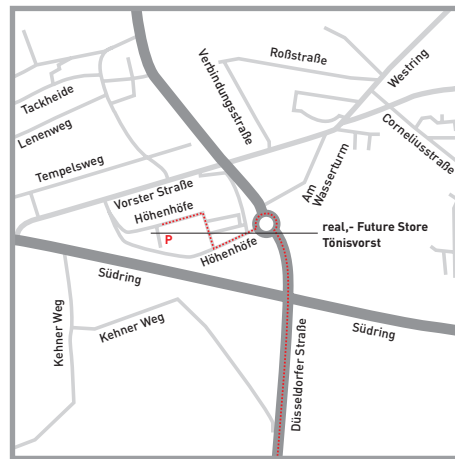 Roßstraße
Westring
Verbindungsstraße
Tackheide
Lenenweg
Corneliusstraße
Tempelsweg
Am
Wasserturm
Vorster Straße
Höhenhöfe
P
real,- Future Store
Tönisvorst
Höhenhöfe
Südring
Kehner Weg
Kehner Weg
Düsseldorfer Straße
Südring